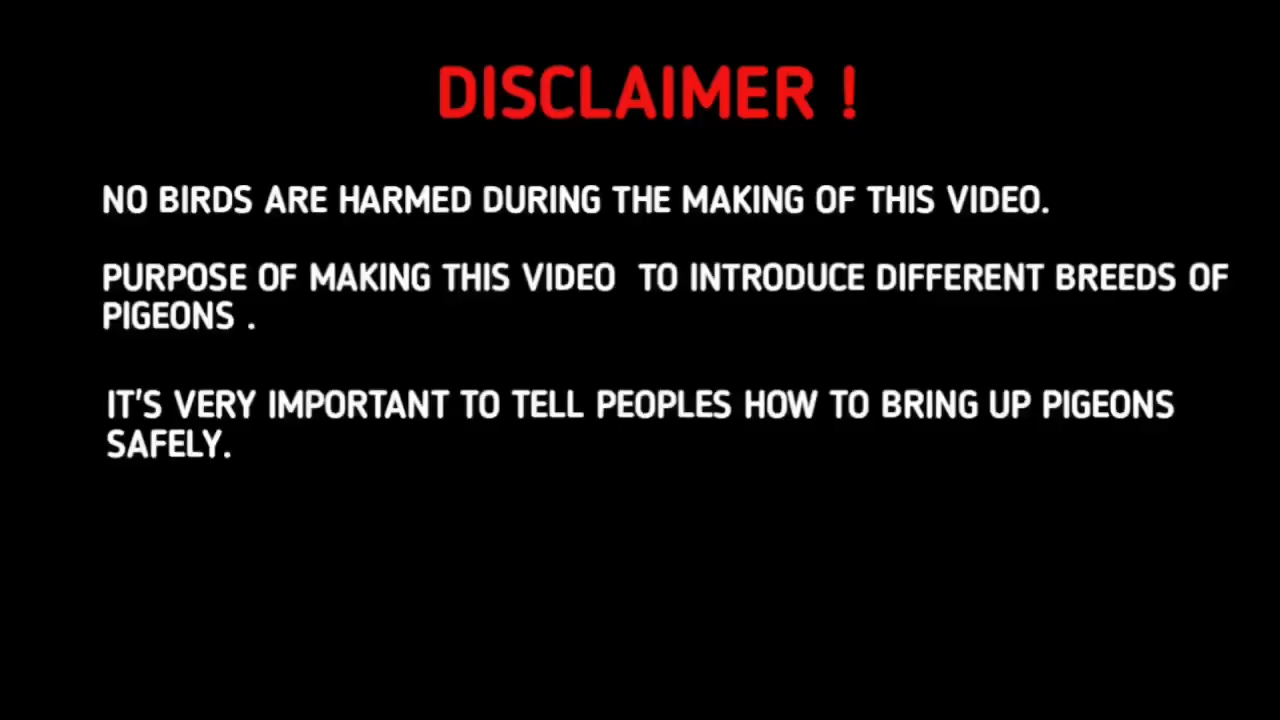 DISCLAIMER !
NO BIRDS ARE HARMED DURING THE MAKING OF THIS VIDEO.
PURPOSE OF MAKING THIS VIDEO  TO INTRODUCE DIFFERENT BREEDS OF
PIGEONS .
IT'S VERY IMPORTANT TO TELL PEOPLES HOW TO BRING UP PIGEONS
SAFELY.